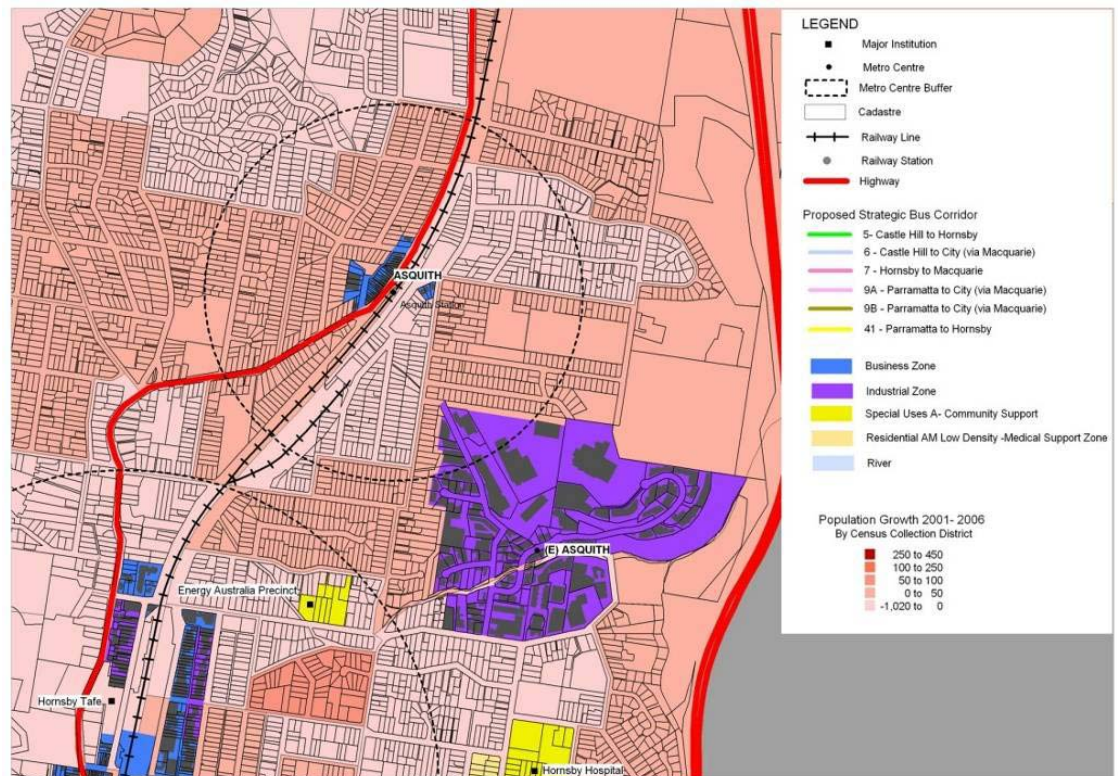 LEGEND
Major Institution
Metro Centre
Metro Centre Buffer
Cadastre
Railway Line
Railway Station
Highway
Proposed Strategic Bus Corridor
5- Castle Hill to Hornsby
6 - Castle Hill to City (via Macquarie)
7 - Hornsby to Macquarie
9A - Parramatta to City (via Macquarie)
9B - Parramatta to City (via Macquarie)
41 - Parramatta to Hornsby
Business Zone
Industrial Zone
Special Uses A- Community Support
Residential AM Low Density -Medical Support Zone
River
Population Growth 2001- 2006
By Census Collection District
250 to 450
100 to 250
50 to 100
0 to 50
-1,020 to 0
ASQUITH
Asquith Station
(E) ASQUITH
Energy Australia Precinct
Hornsby Tafe
Hornsby Hospital